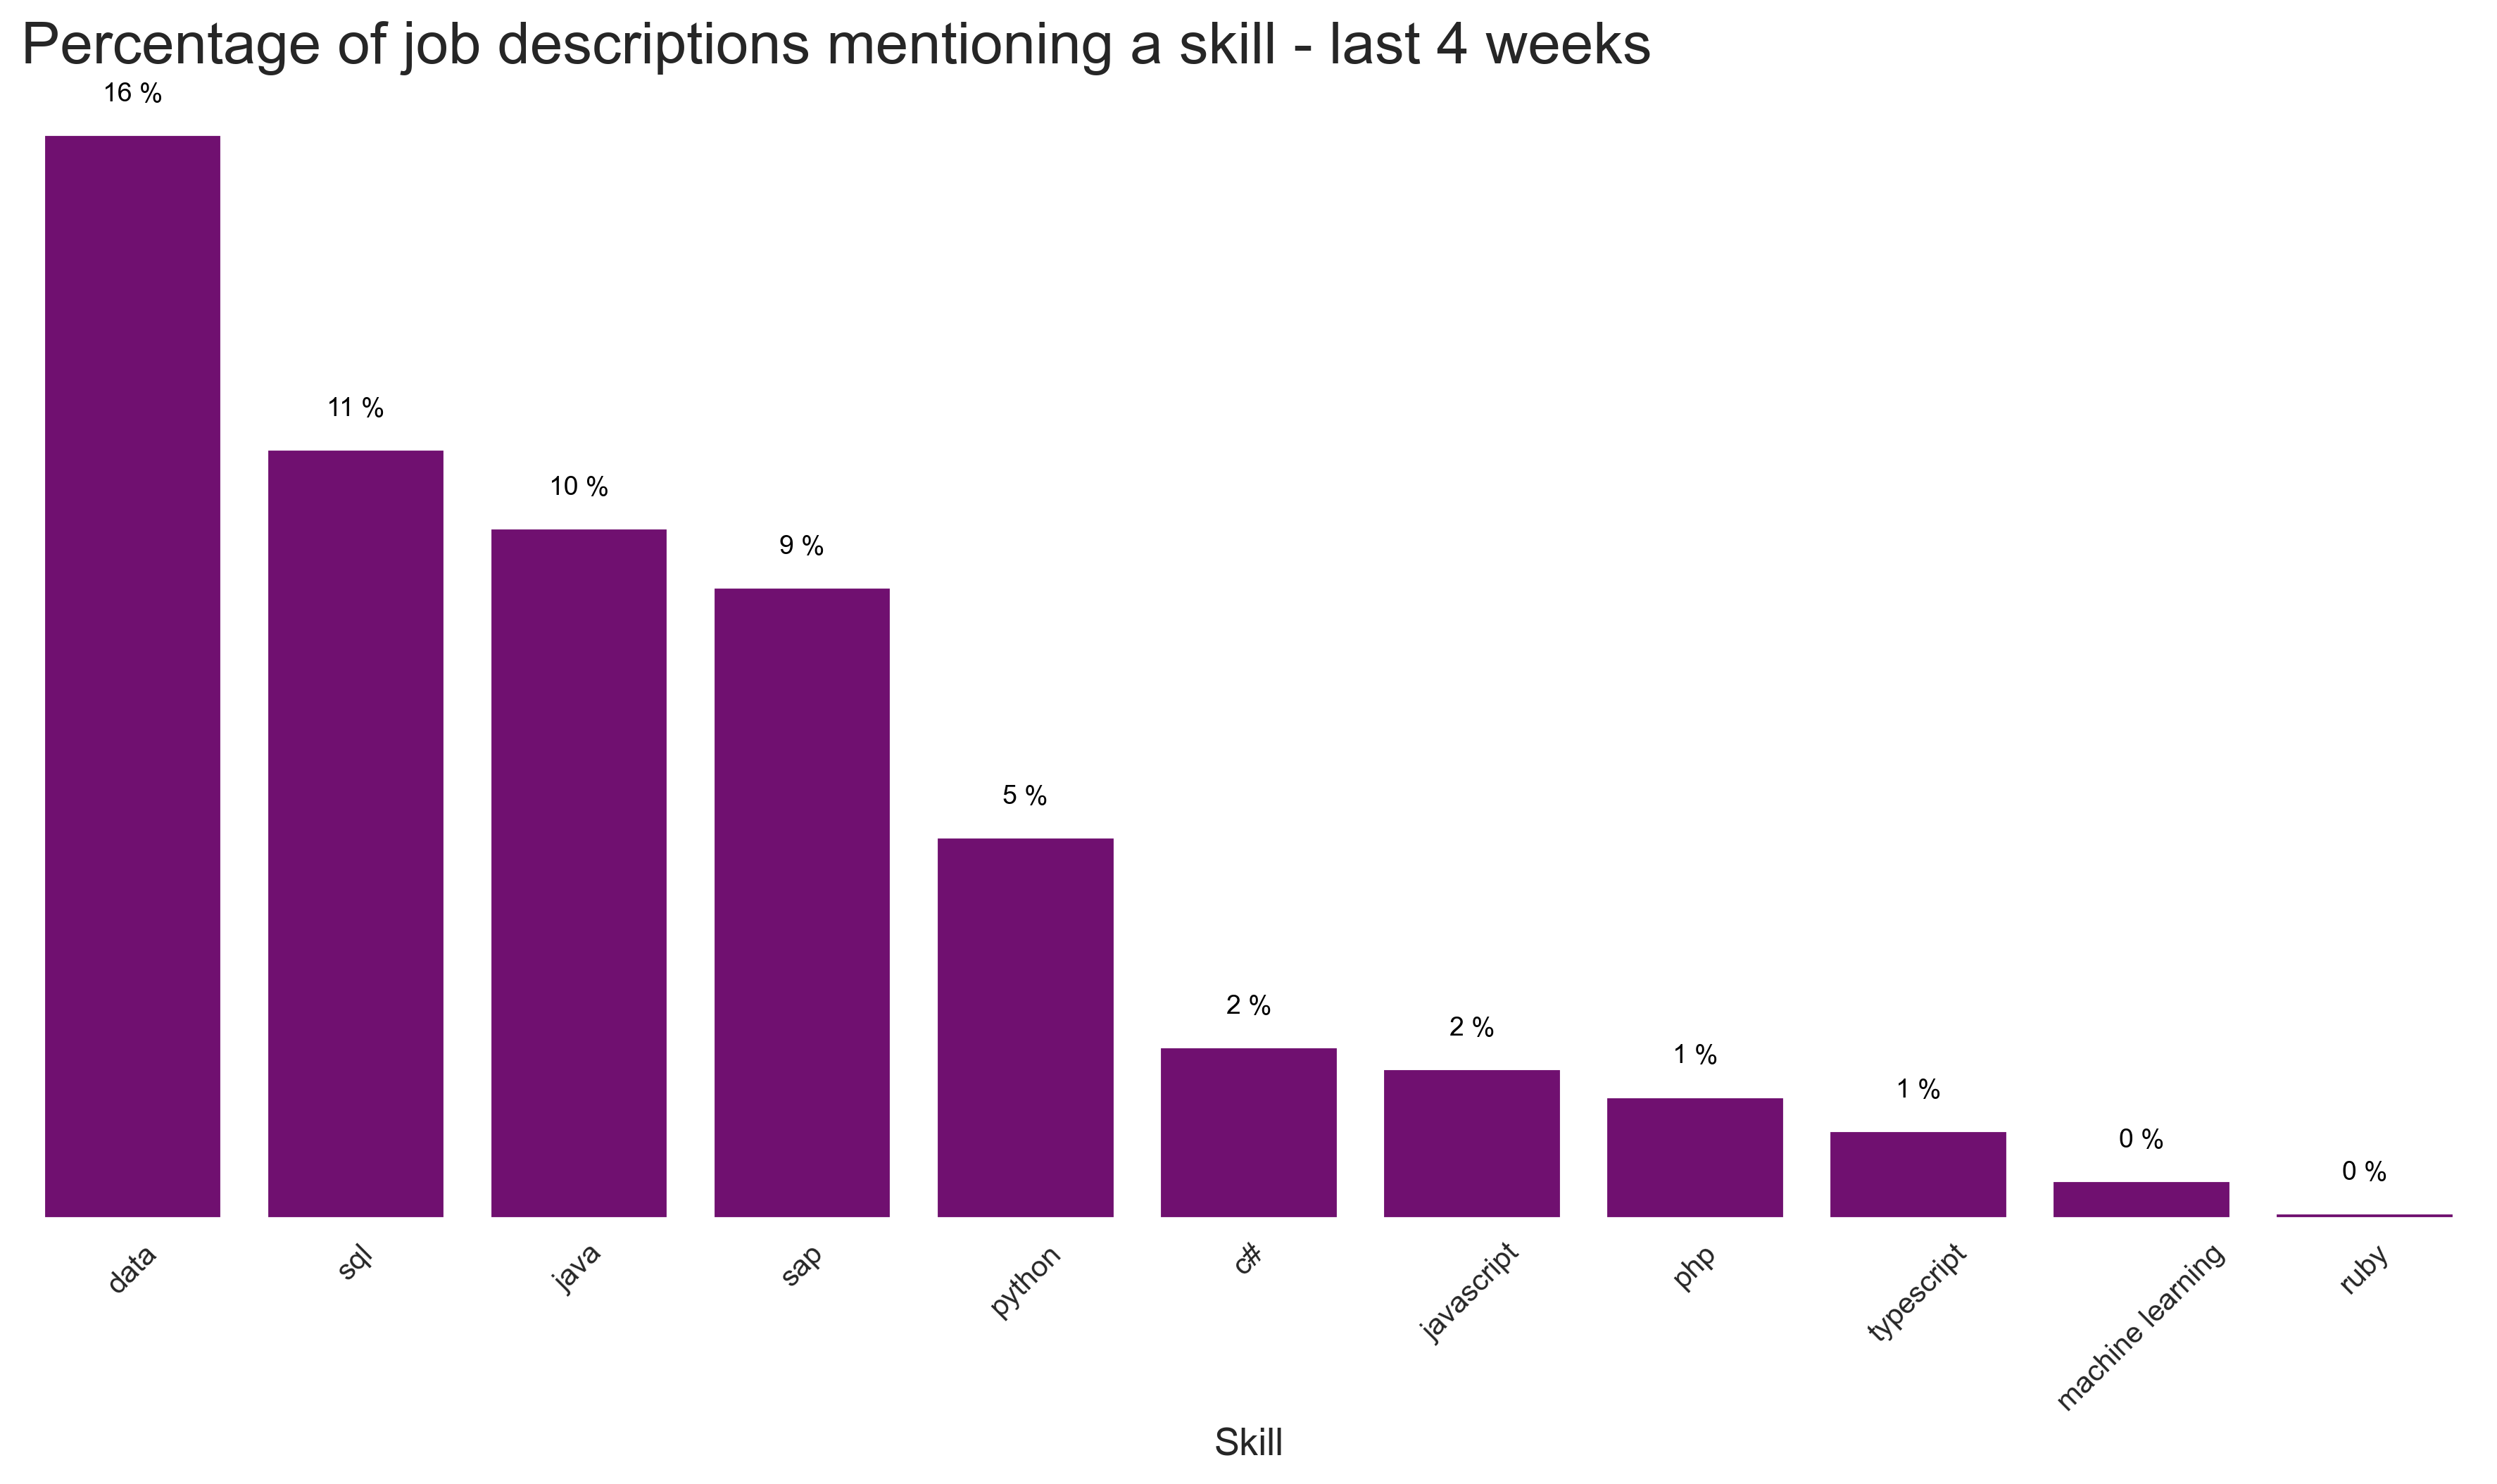 Percentage of job descriptions mentioning a skill - last 4 weeks
16 %
11 %
10 %
9 %
5 %
2 %
2 %
1 %
1 %
0 %
0 %
data
sql
java
sap
python
c#
javascript
php
typescript
machine learning
ruby
Skill